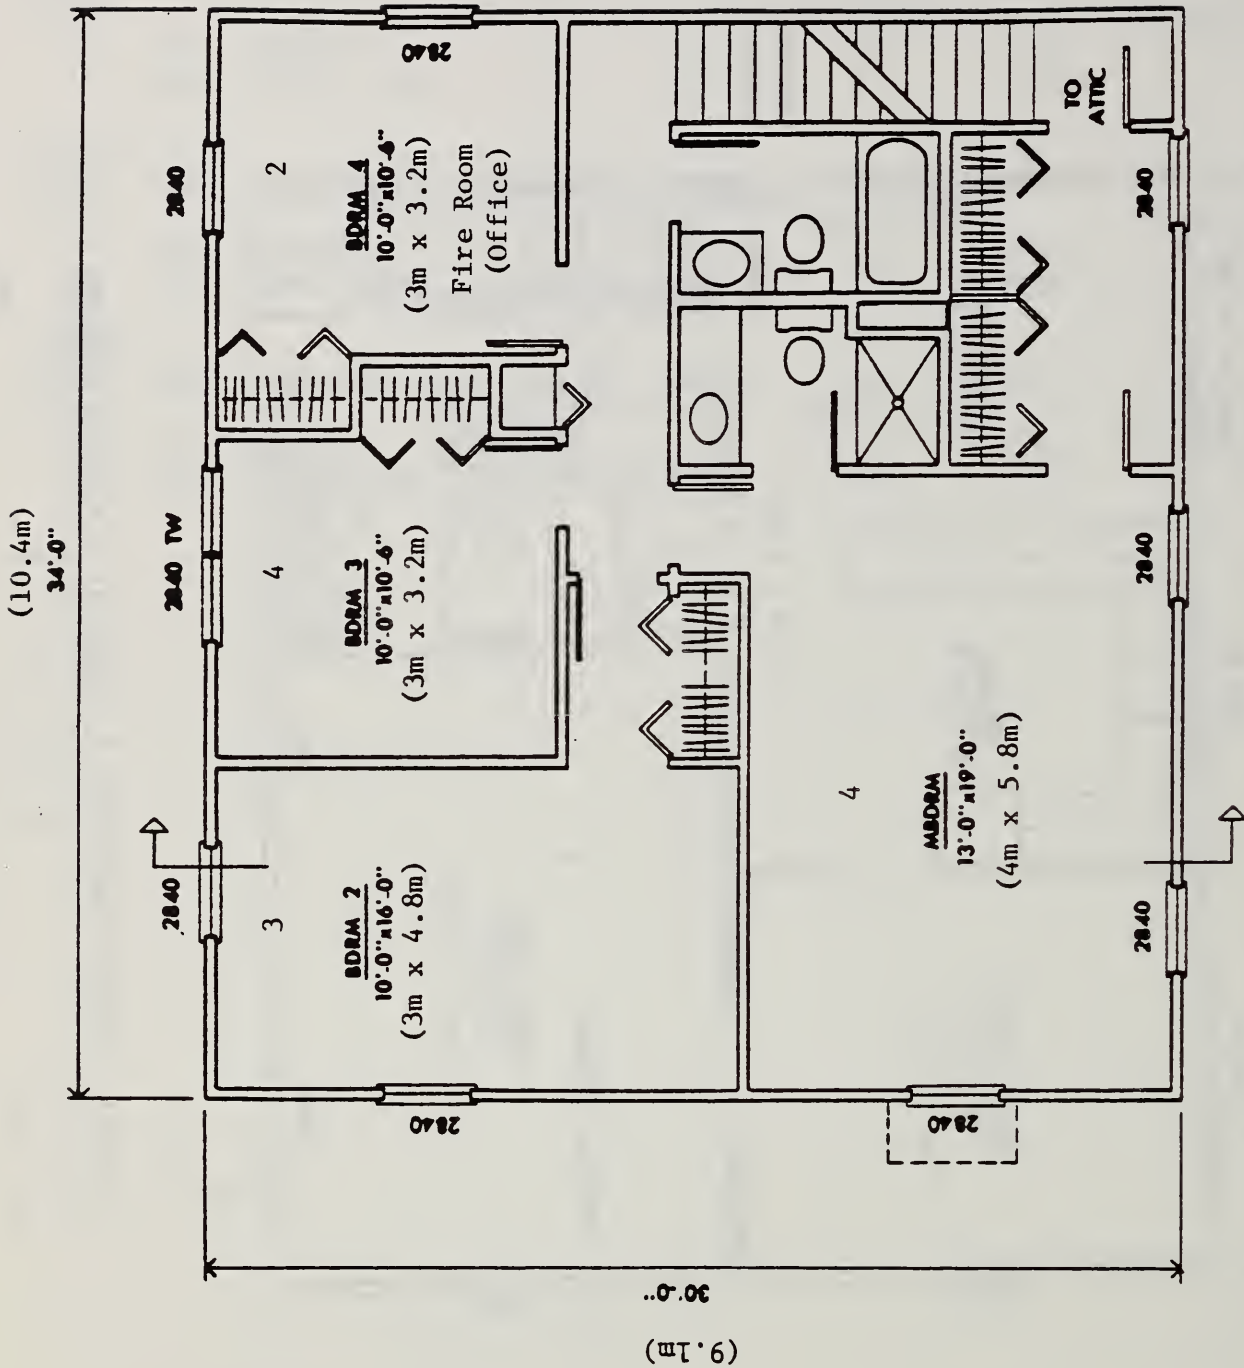 (10.4m)
34'-0"
2840
2840 TW
2840
2840
3
BDRM 2
10'-0"x16'-0"
(3m x 4.8m)
4
BDRM 3
10'-0"x10'-6"
(3m x 3.2m)
2
BDRM 4
10'-0"x10'-6"
(3m x 3.2m)
Fire Room
(Office)
2840
4
MBDRM
13'-0"x19'-0"
(4m x 5.8m)
TO
ATTIC
2840
2840
2840
2840
30'-0"
(9.1m)